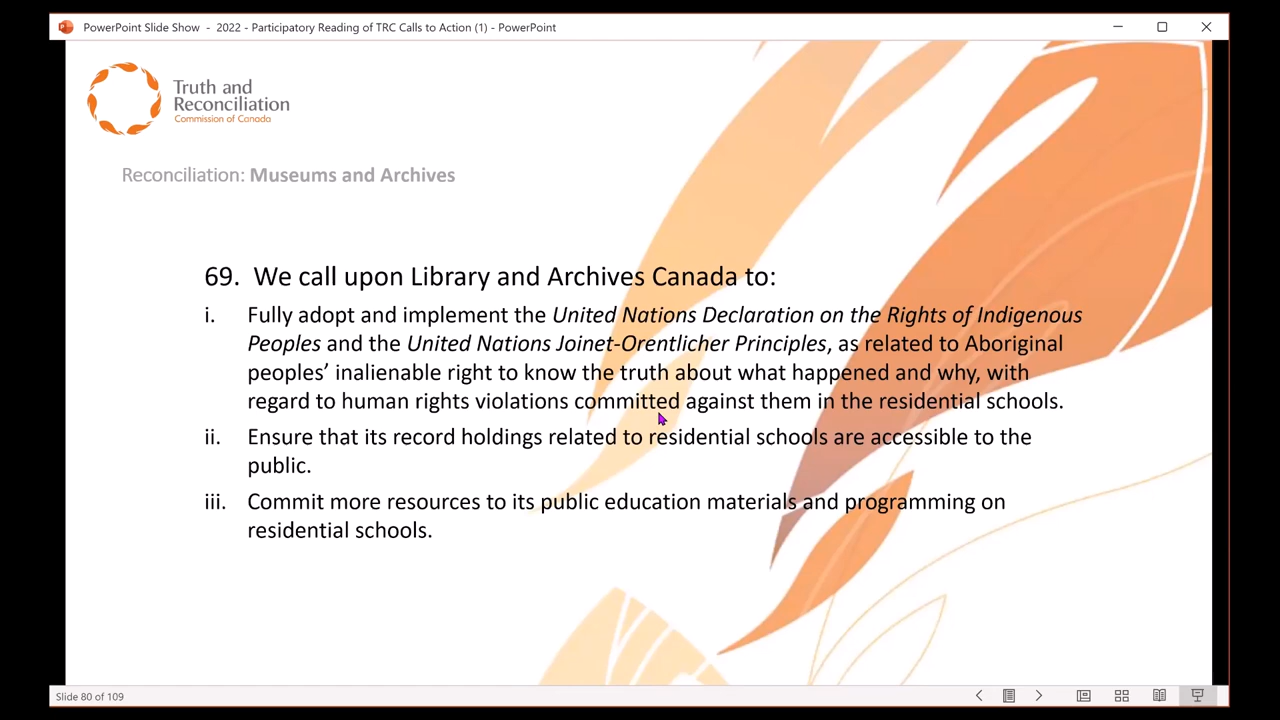 PowerPoint Slide Show - 2022 - Participatory Reading of TRC Calls to Action (1) - PowerPoint
Truth and
Reconciliation
Commission of Canada
Reconciliation: Museums and Archives
69. We call upon Library and Archives Canada to:
i. Fully adopt and implement the United Nations Declaration on the Rights of Indigenous
Peoples and the United Nations Joinet-Orentlicher Principles, as related to Aboriginal
peoples’ inalienable right to know the truth about what happened and why, with
regard to human rights violations committed against them in the residential schools.
ii. Ensure that its record holdings related to residential schools are accessible to the
public.
iii. Commit more resources to its public education materials and programming on
residential schools.
Slide 80 of 109